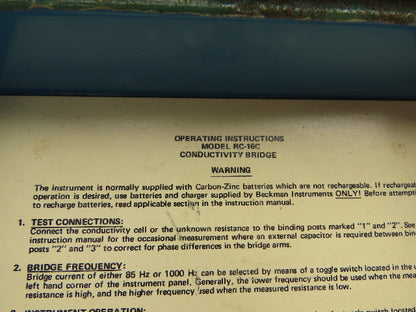 OPERATING INSTRUCTIONS
MODEL RC-16C
CONDUCTIVITY BRIDGE
WARNING
The instrument is normally supplied with Carbon-Zinc batteries which are not rechargeable. If rechargeab
operation is desired, use batteries and charger supplied by Beckman Instruments ONLY! Before attempti
to recharge batteries, read applicable section in the instruction manual.
1. TEST CONNECTIONS:
Connect the conductivity cell or the unknown resistance to the binding posts marked "1" and "2". See
instruction manual for the occasional measurement where an external capacitor is required between bin
posts "2" and "3" to correct for phase differences in the bridge arms.
2. BRIDGE FREQUENCY:
Bridge current of either 85 Hz or 1000 Hz can be selected by means of a toggle switch located in the u
left hand corner of the instrument panel. Generally, the lower frequency should be used when the mea
resistance is high, and the higher frequency used when the measured resistance is low.